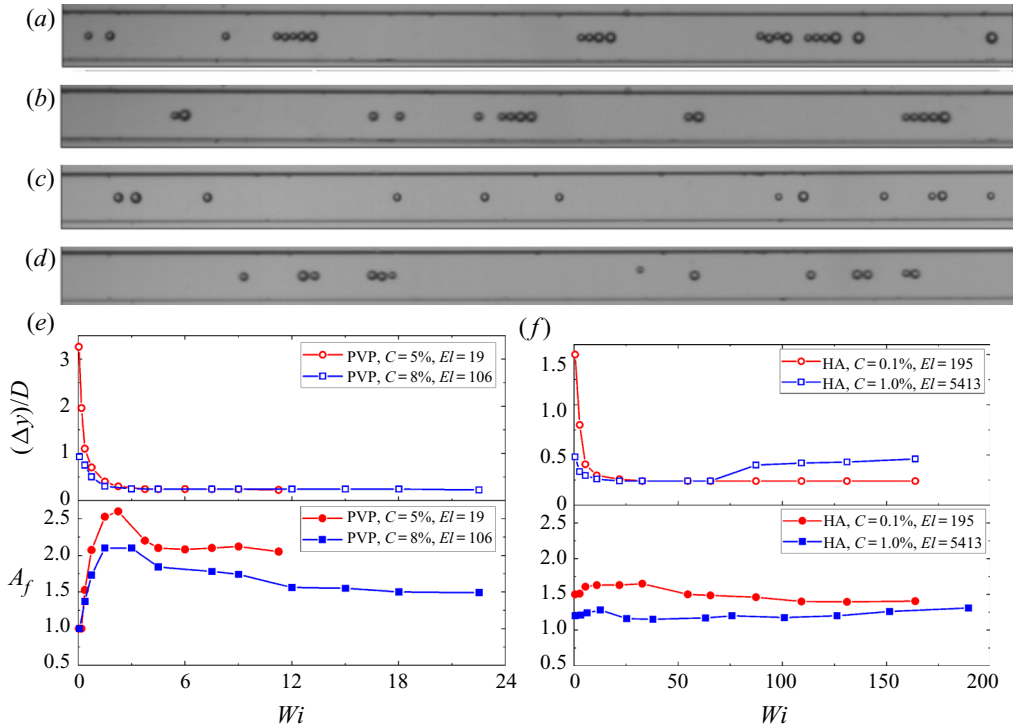 (a)
(b)
(c)
(d)
(e)
3
2
1
0
(Δy)/D
PVP, C = 5%, El = 19
PVP, C = 8%, El = 106
2.5
2.0
1.5
1.0
0.5
A_f
PVP, C = 5%, El = 19
PVP, C = 8%, El = 106
0 6 12 18 24
Wi
(f)
1.5
1.0
0.5
0
HA, C = 0.1%, El = 195
HA, C = 1.0%, El = 5413
2.5
2.0
1.5
1.0
0.5
HA, C = 0.1%, El = 195
HA, C = 1.0%, El = 5413
0 50 100 150 200
Wi